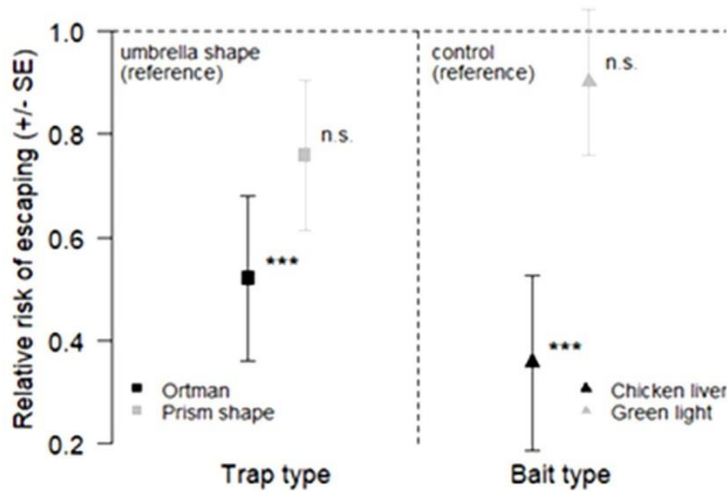 Relative risk of escaping (+/- SE)
1.0
0.8
0.6
0.4
0.2
umbrella shape
(reference)
n.s.
***
Ortman
Prism shape
Trap type
control
(reference)
n.s.
***
Chicken liver
Green light
Bait type